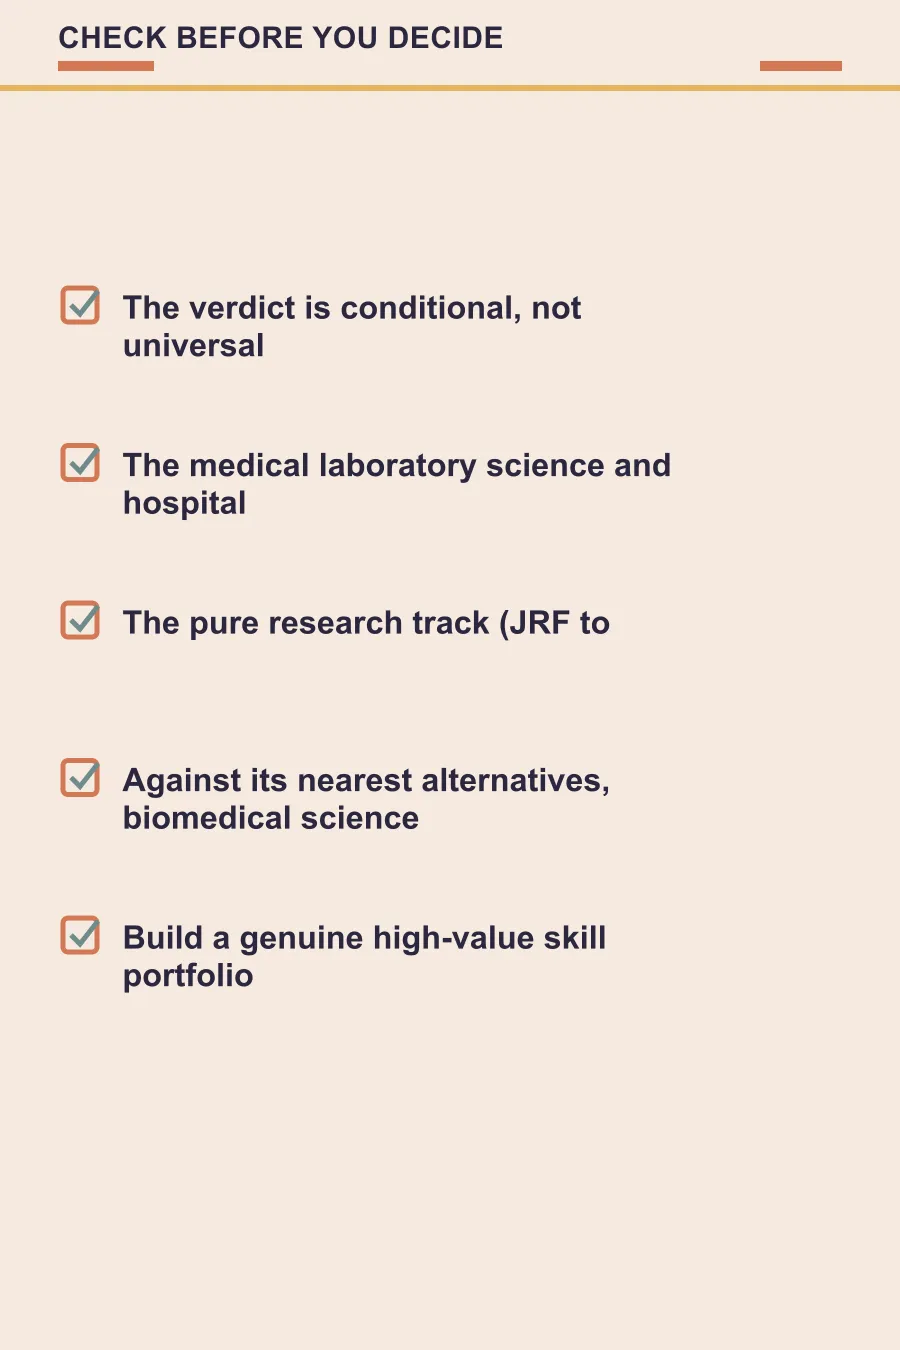 CHECK BEFORE YOU DECIDE
The verdict is conditional, not
universal
The medical laboratory science and
hospital
The pure research track (JRF to
Against its nearest alternatives,
biomedical science
Build a genuine high-value skill
portfolio